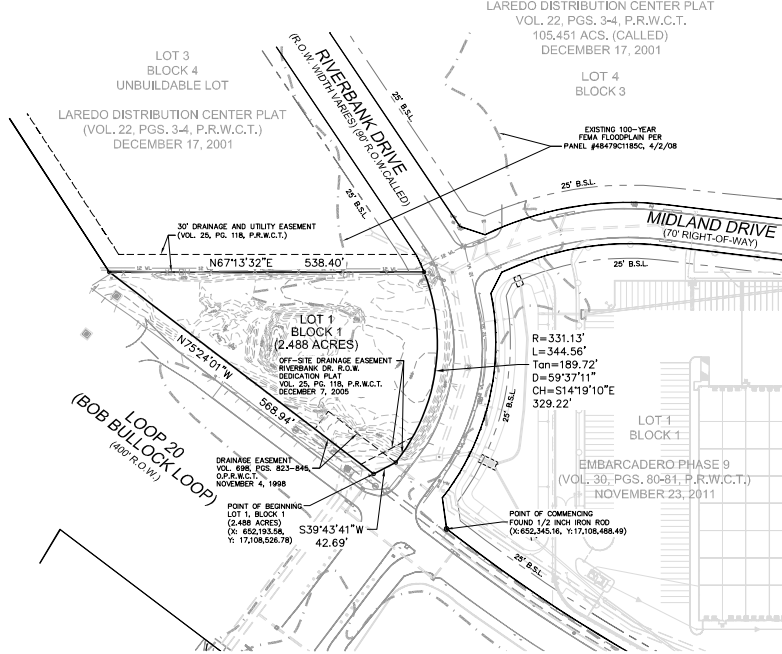 LAREDO DISTRIBUTION CENTER PLAT
VOL. 22, PGS. 3-4, P.R.W.C.T.
105.451 ACS. (CALLED)
DECEMBER 17, 2001
LOT 4
BLOCK 3
LOT 3
BLOCK 4
UNBUILDABLE LOT
LAREDO DISTRIBUTION CENTER PLAT
(VOL. 22, PGS. 3-4, P.R.W.C.T.)
DECEMBER 17, 2001
RIVERBANK DRIVE
(R.O.W. WIDTH VARIES) (90' R.O.W. CALLED)
25' B.S.L.
25' B.S.L.
EXISTING 100-YEAR
FEMA FLOODPLAIN PER
PANEL #48479C1185C, 4/2/08
25' B.S.L.
MIDLAND DRIVE
(70' RIGHT-OF-WAY)
25' B.S.L.
30' DRAINAGE AND UTILITY EASEMENT
(VOL. 25, PG. 118, P.R.W.C.T.)
N67°13'32"E 538.40'
LOT 1
BLOCK 1
(2.488 ACRES)
OFF-SITE DRAINAGE EASEMENT
RIVERBANK DR. R.O.W.
DEDICATION PLAT
VOL. 25, PG. 118, P.R.W.C.T.
DECEMBER 7, 2005
N75°24'01"W
568.94'
R=331.13'
L=344.56'
Tan=189.72'
D=59°37'11"
CH=S14°19'10"E
329.22'
25' B.S.L.
LOOP 20
(BOB BULLOCK LOOP)
(400' R.O.W.)
LOT 1
BLOCK 1
EMBARCADERO PHASE 9
(VOL. 30, PGS. 80-81, P.R.W.C.T.)
NOVEMBER 23, 2011
DRAINAGE EASEMENT
VOL. 698, PGS. 823-845,
O.P.R.W.C.T.
NOVEMBER 4, 1998
POINT OF BEGINNING
LOT 1, BLOCK 1
(2.488 ACRES)
(X: 652,193.58,
Y: 17,108,526.78)
S39°43'41"W
42.69'
POINT OF COMMENCING
FOUND 1/2 INCH IRON ROD
(X:652,345.16, Y:17,108,488.49)
25' B.S.L.